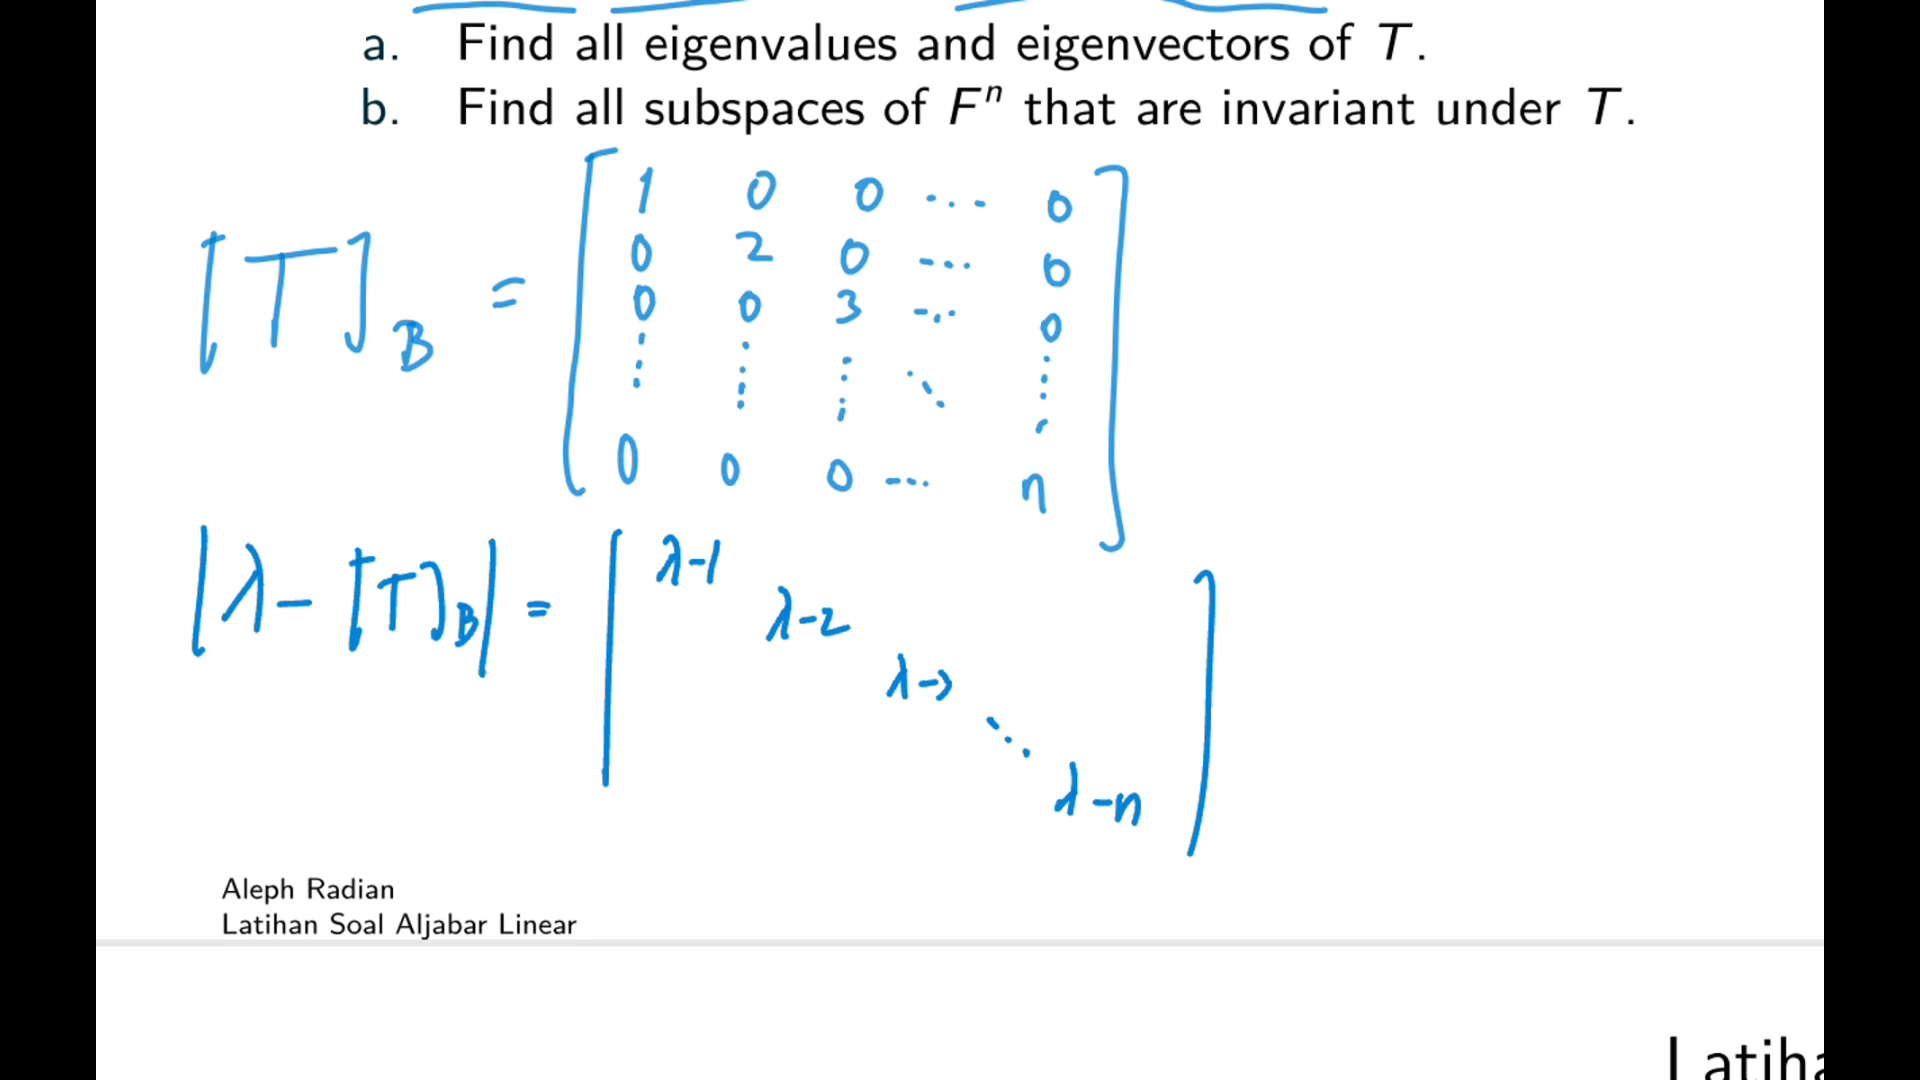 a. Find all eigenvalues and eigenvectors of T.
b. Find all subspaces of Fⁿ that are invariant under T.
[T]_B = [
1 0 0 ... 0
0 2 0 ... 0
0 0 3 ... 0
⋮ ⋮ ⋮ ⋱ ⋮
0 0 0 ... n
]
|λ - [T]_B| = [
λ-1
λ-2
λ-
⋱
λ-n
]
Aleph Radian
Latihan Soal Aljabar Linear